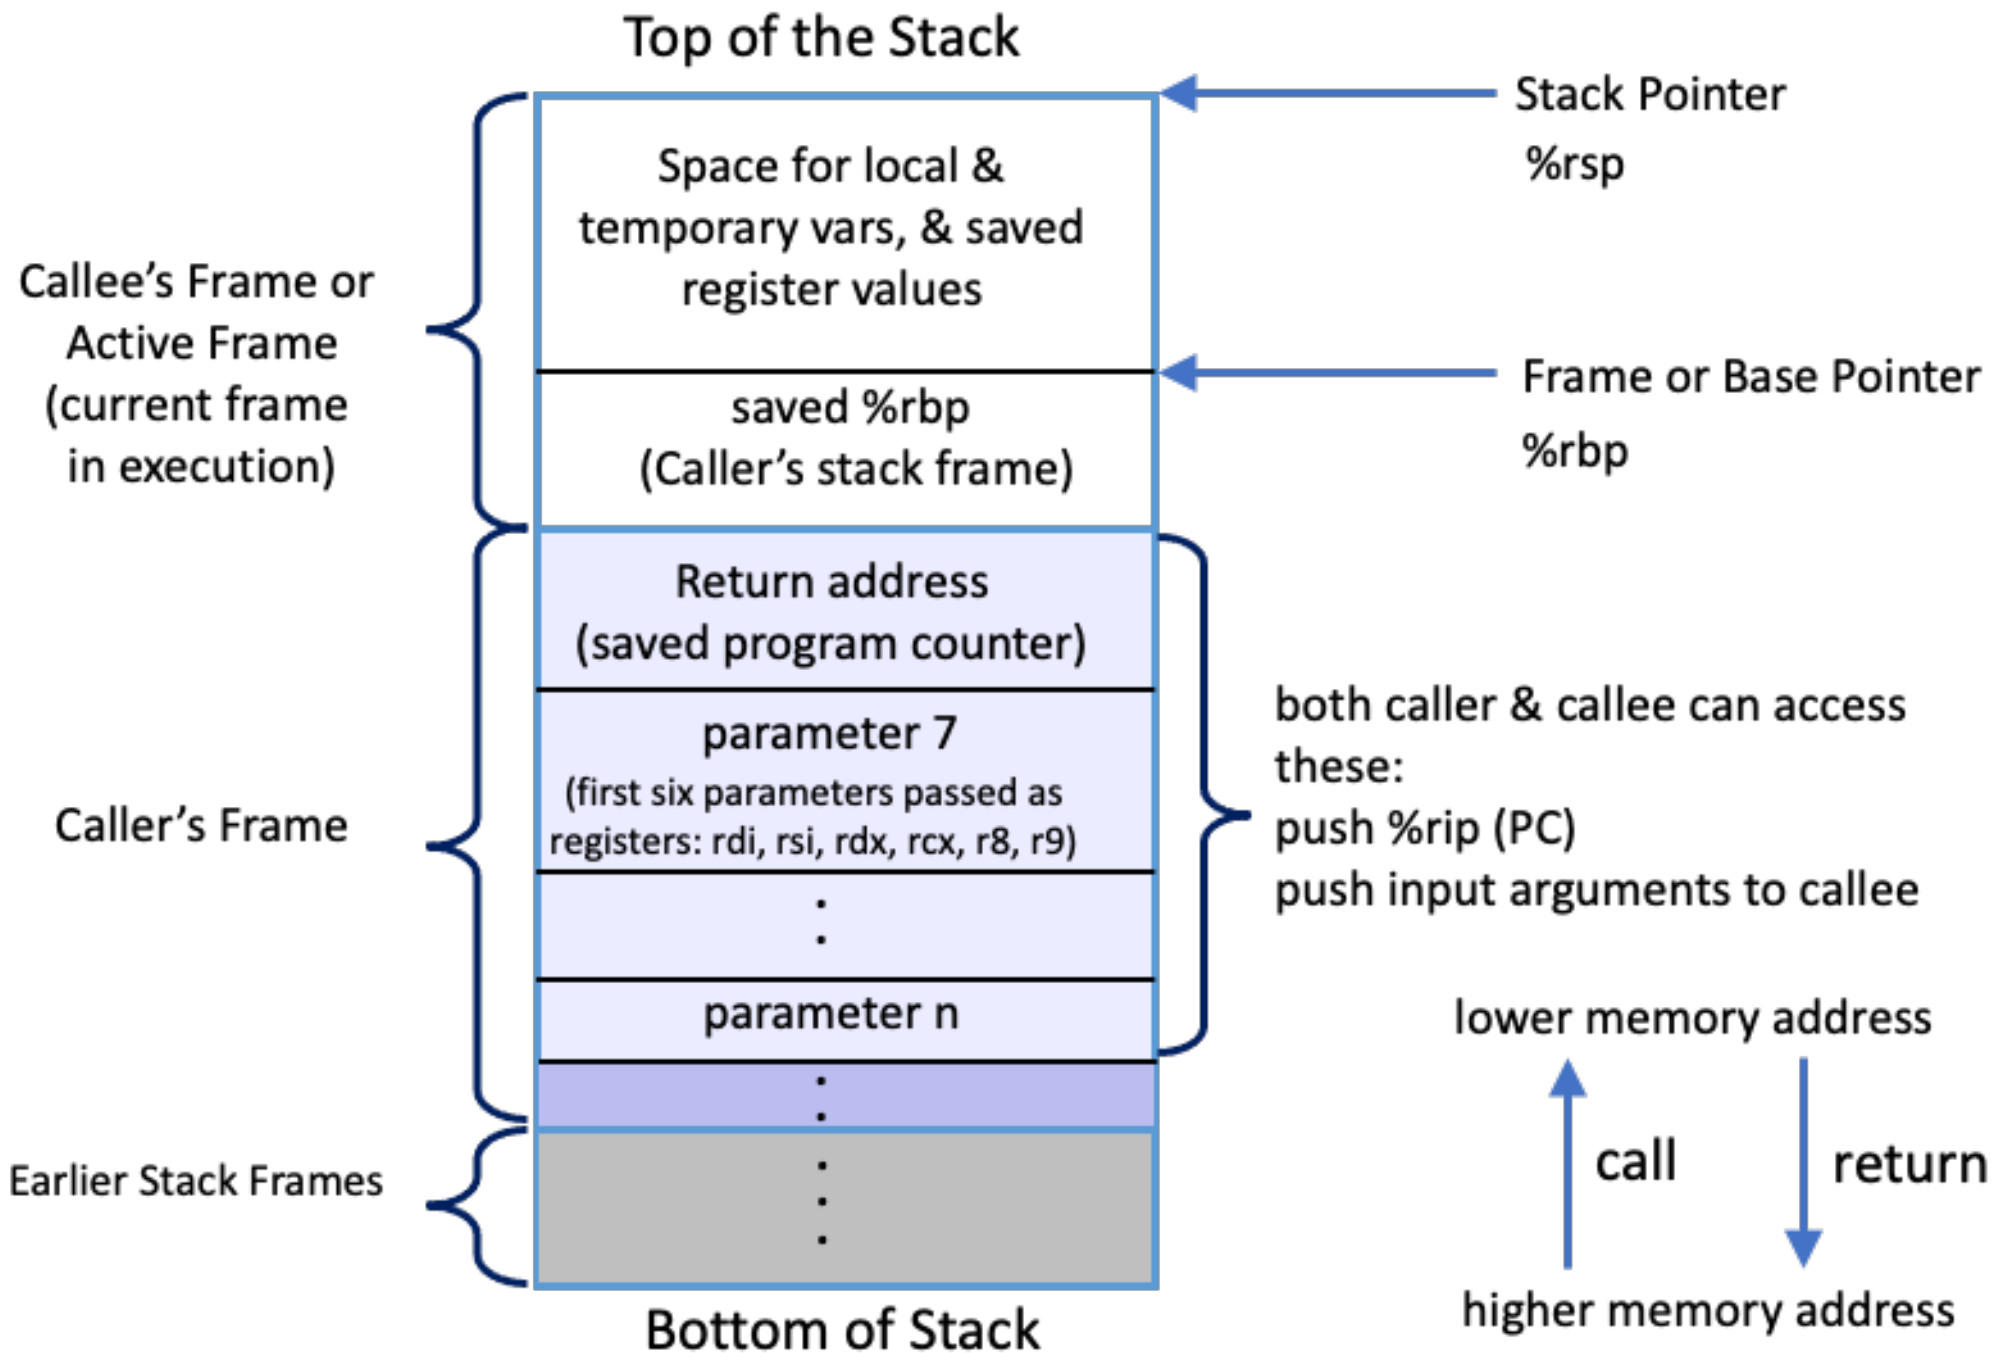 Top of the Stack
Stack Pointer
%rsp
Space for local &
temporary vars, & saved
register values
Callee’s Frame or
Active Frame
(current frame
in execution)
Frame or Base Pointer
%rbp
saved %rbp
(Caller’s stack frame)
Return address
(saved program counter)
parameter 7
(first six parameters passed as
registers: rdi, rsi, rdx, rcx, r8, r9)
:
parameter n
:
Caller’s Frame
both caller & callee can access
these:
push %rip (PC)
push input arguments to callee
lower memory address
call
return
higher memory address
Earlier Stack Frames
Bottom of Stack